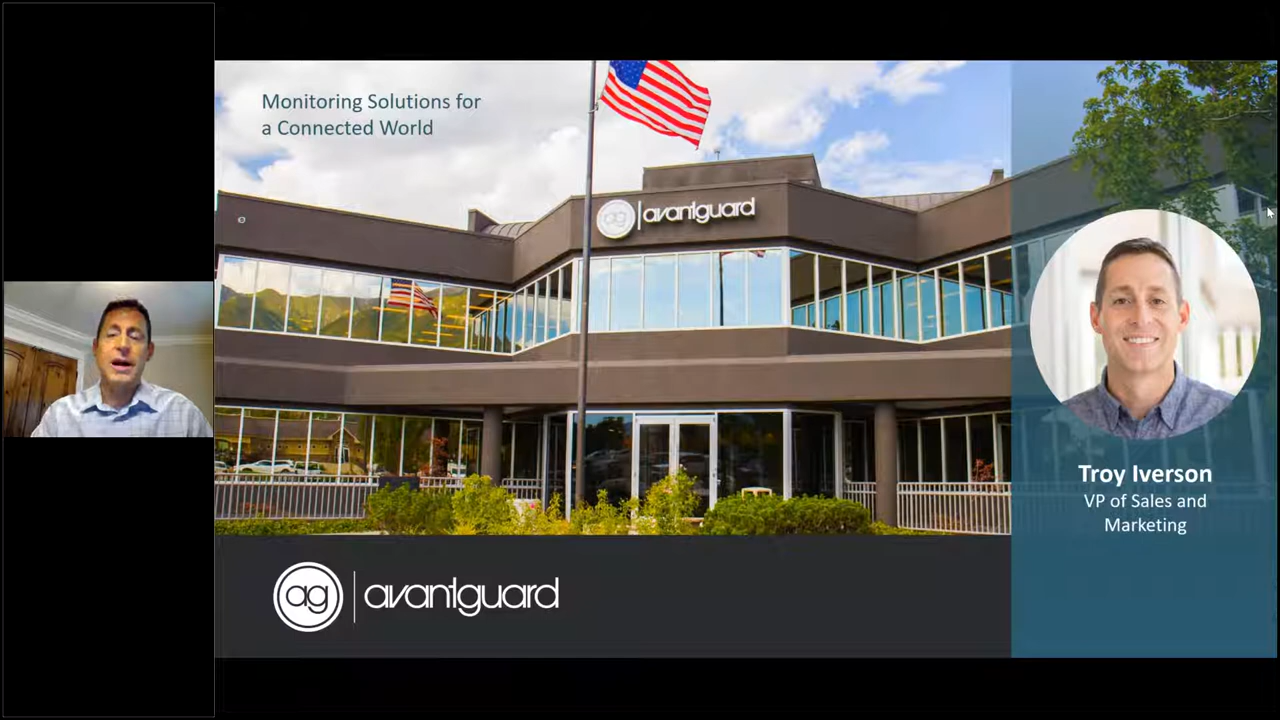 Monitoring Solutions for
a Connected World
ag avantguard
Troy Iverson
VP of Sales and
Marketing
ag avantguard